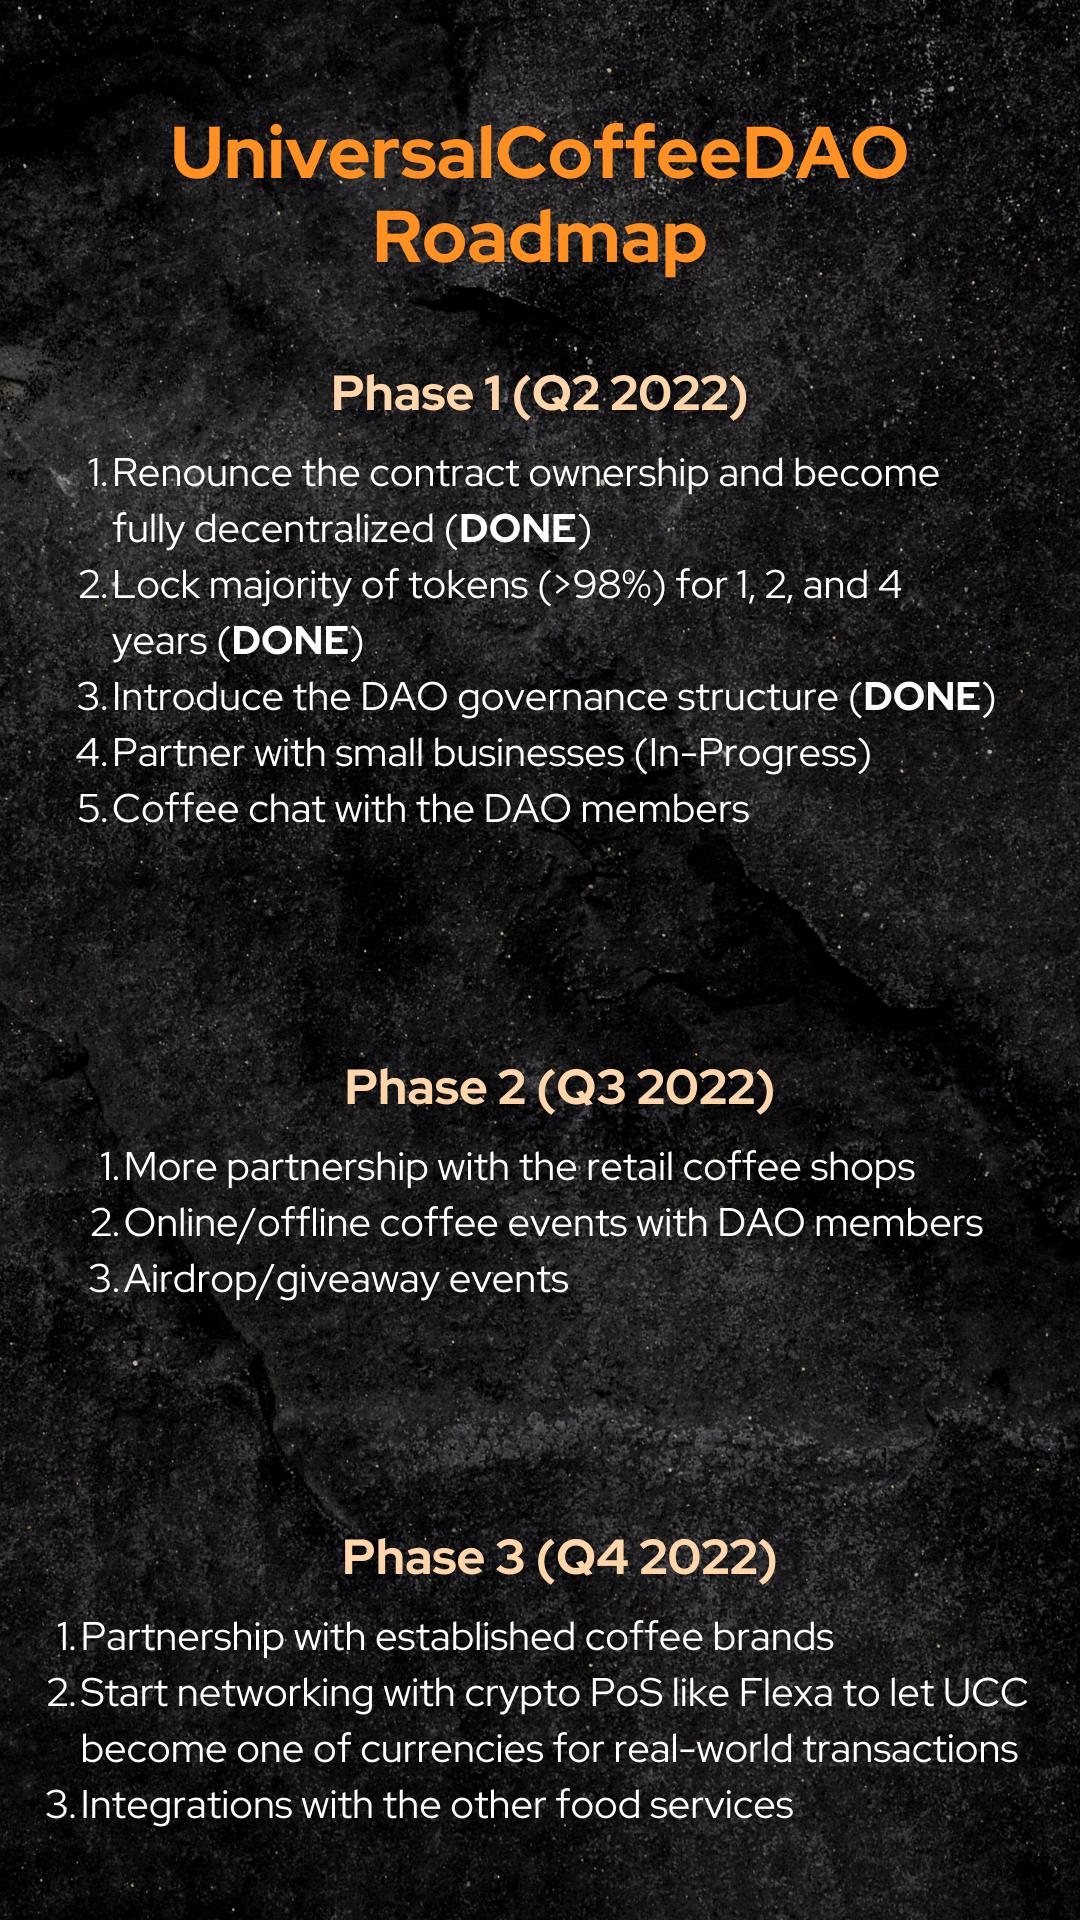 UniversalCoffeeDAO
Roadmap
Phase 1 (Q2 2022)
1. Renounce the contract ownership and become
fully decentralized (DONE)
2. Lock majority of tokens (>98%) for 1, 2, and 4
years (DONE)
3. Introduce the DAO governance structure (DONE)
4. Partner with small businesses (In-Progress)
5. Coffee chat with the DAO members
Phase 2 (Q3 2022)
1. More partnership with the retail coffee shops
2. Online/offline coffee events with DAO members
3. Airdrop/giveaway events
Phase 3 (Q4 2022)
1. Partnership with established coffee brands
2. Start networking with crypto PoS like Flexa to let UCC
become one of currencies for real-world transactions
3. Integrations with the other food services